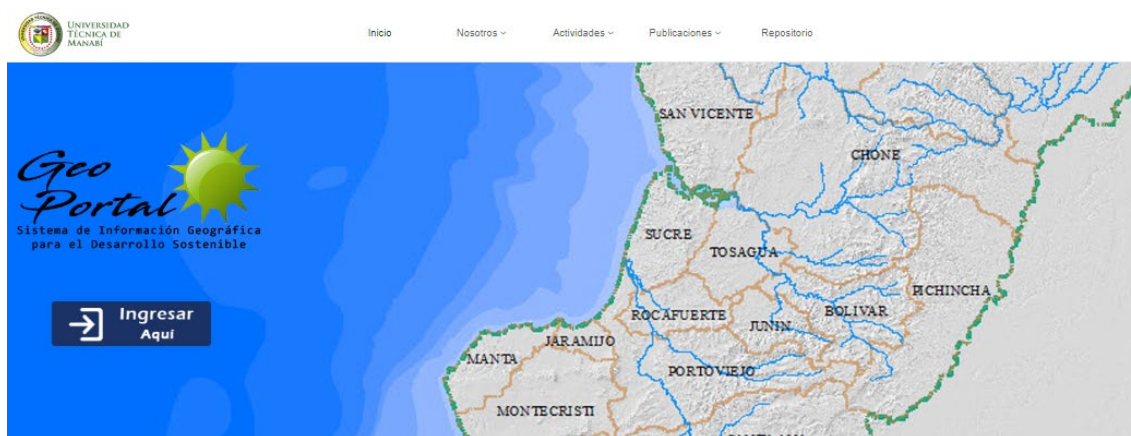 UNIVERSIDAD
TÉCNICA DE
MANABÍ
Inicio
Nosotros
Actividades
Publicaciones
Repositorio
Geo
Portal
Sistema de Información Geográfica
para el Desarrollo Sostenible
Ingresar
Aquí
SAN VICENTE
CHONE
SUCRE
TOSAGUA
PICHINCHA
ROCAFUERTE
JUNIN
BOLIVAR
JARAMIJO
MANTA
PORTOVIEJO
MONTECRISTI